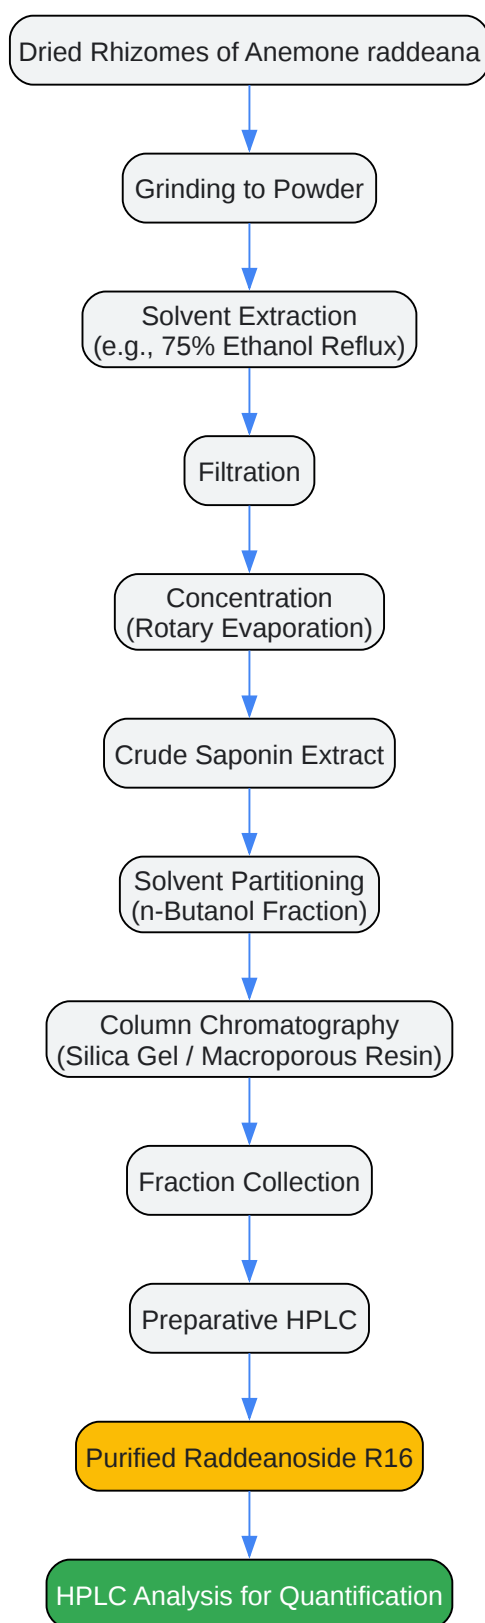 Dried Rhizomes of Anemone raddeana
Grinding to Powder
Solvent Extraction
(e.g., 75% Ethanol Reflux)
Filtration
Concentration
(Rotary Evaporation)
Crude Saponin Extract
Solvent Partitioning
(n-Butanol Fraction)
Column Chromatography
(Silica Gel / Macroporous Resin)
Fraction Collection
Preparative HPLC
Purified Raddeanoside R16
HPLC Analysis for Quantification